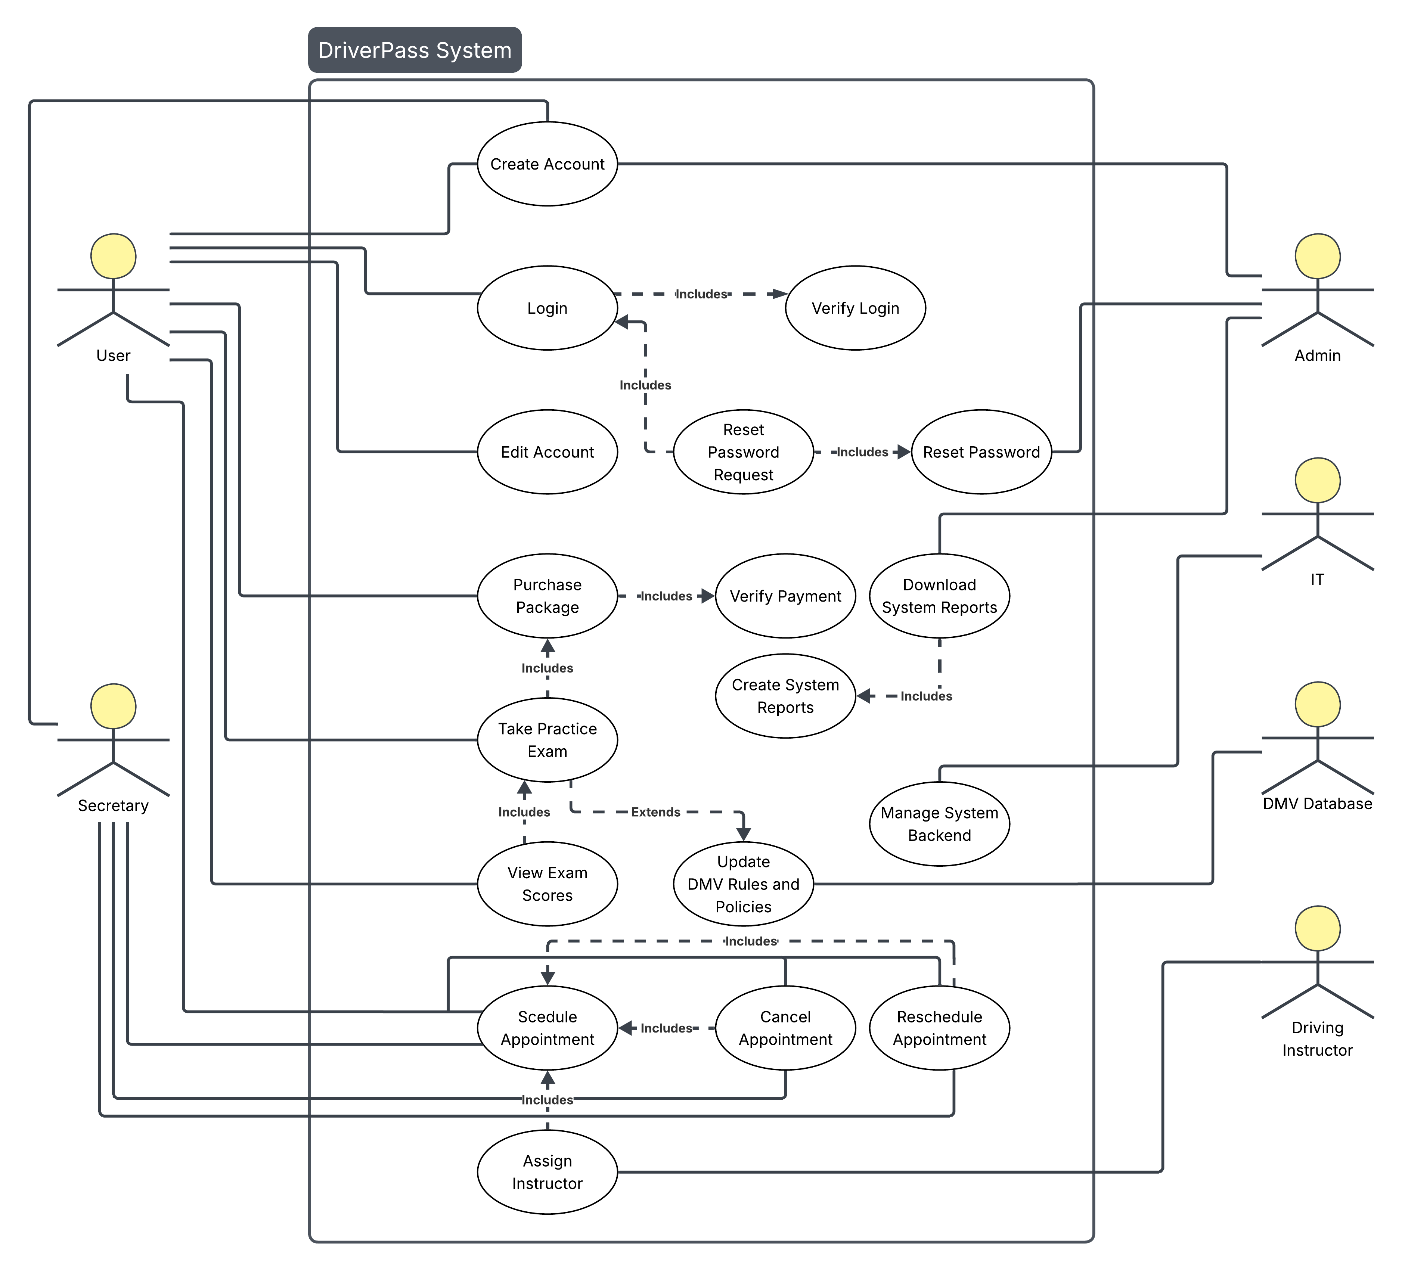 DriverPass System
Create Account
Login
Includes
Verify Login
User
Admin
Includes
Edit Account
Reset
Password
Request
Includes
Reset Password
IT
Purchase
Package
Includes
Verify Payment
Download
System Reports
Includes
Create System
Reports
Includes
Take Practice
Exam
Secretary
DMV Database
Includes
Extends
Manage System
Backend
View Exam
Scores
Update
DMV Rules and
Policies
Includes
Scedule
Appointment
Includes
Cancel
Appointment
Reschedule
Appointment
Driving
Instructor
Includes
Assign
Instructor